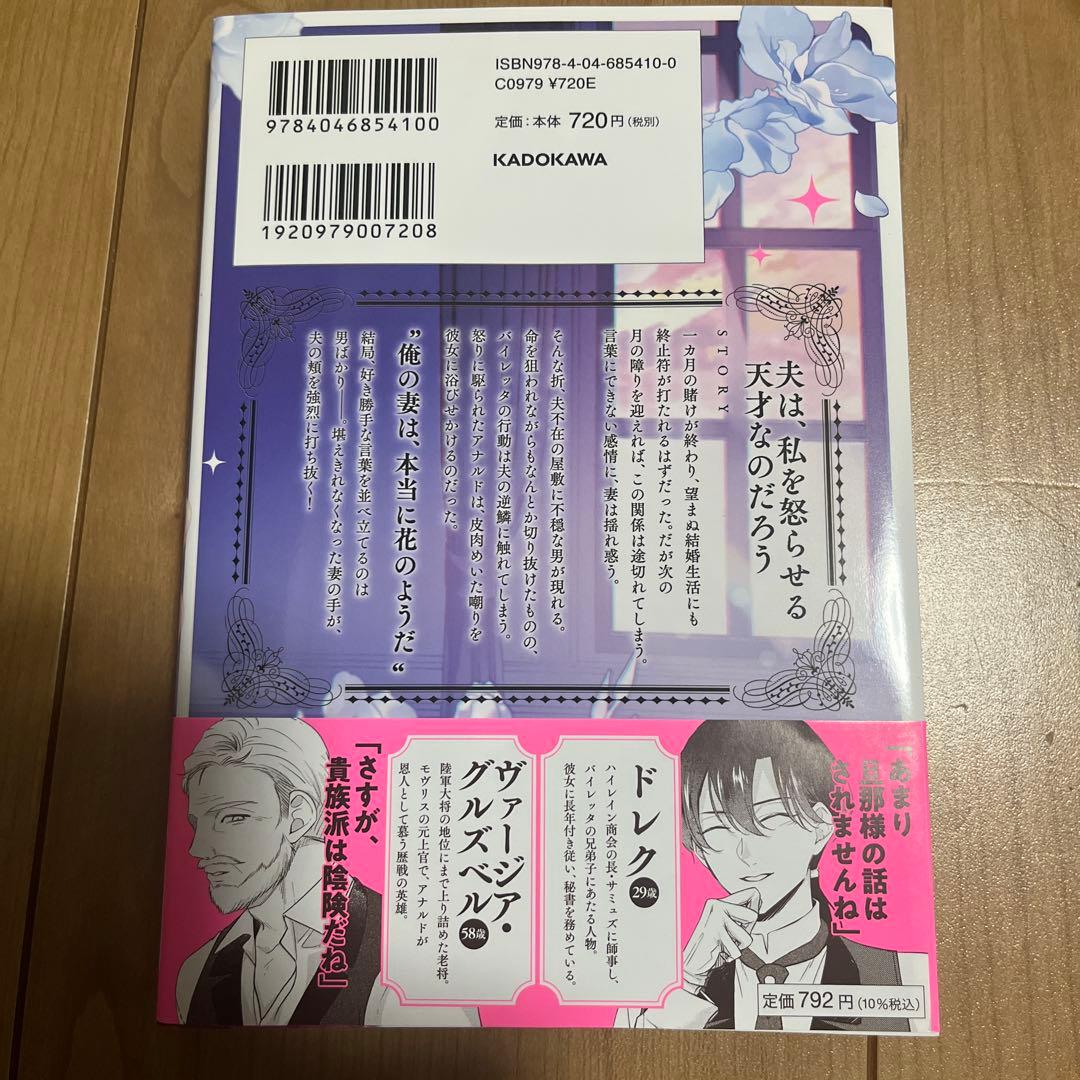 ISBN978-4-04-685410-0
C0979 ¥720E
定価：本体 720円（税別）
KADOKAWA
9784046854100
1920979007208
夫は、私を怒らせる
天才なのだろう
STORY
一カ月の賭けが終わり、望まぬ結婚生活にも
終止符が打たれるはずだった。だが次の
月の障りを迎えれば、この関係は途切れてしまう。
言葉にできない感情に、妻は揺れ惑う。
そんな折、夫不在の屋敷に不穏な男が現れる。
命を狙われながらもなんとか切り抜けたものの、
バイレッタの行動は夫の逆鱗に触れてしまう。
怒りに駆られたアナルドは、皮肉めいた嘲りを
彼女に浴びせかけるのだった。
“俺の妻は、本当に花のようだ“
結局、好き勝手な言葉を並べ立てるのは
男ばかり――。堪えきれなくなった妻の手が、
夫の頬を強烈に打ち抜く！
「あまり
旦那様の話は
されませんね」
ドレク 29歳
ハイレイン商会の長・サミュズに師事し、
バイレッタの兄弟子にあたる人物。
彼女に長年付き従い、秘書を務めている。
ヴァージア・
グルズベル 58歳
陸軍大将の地位にまで上り詰めた老将。
モヴリスの元上官で、アナルドが
恩人として慕う歴戦の英雄。
「さすが、
貴族派は陰険だね」
定価 792円（10%税込）